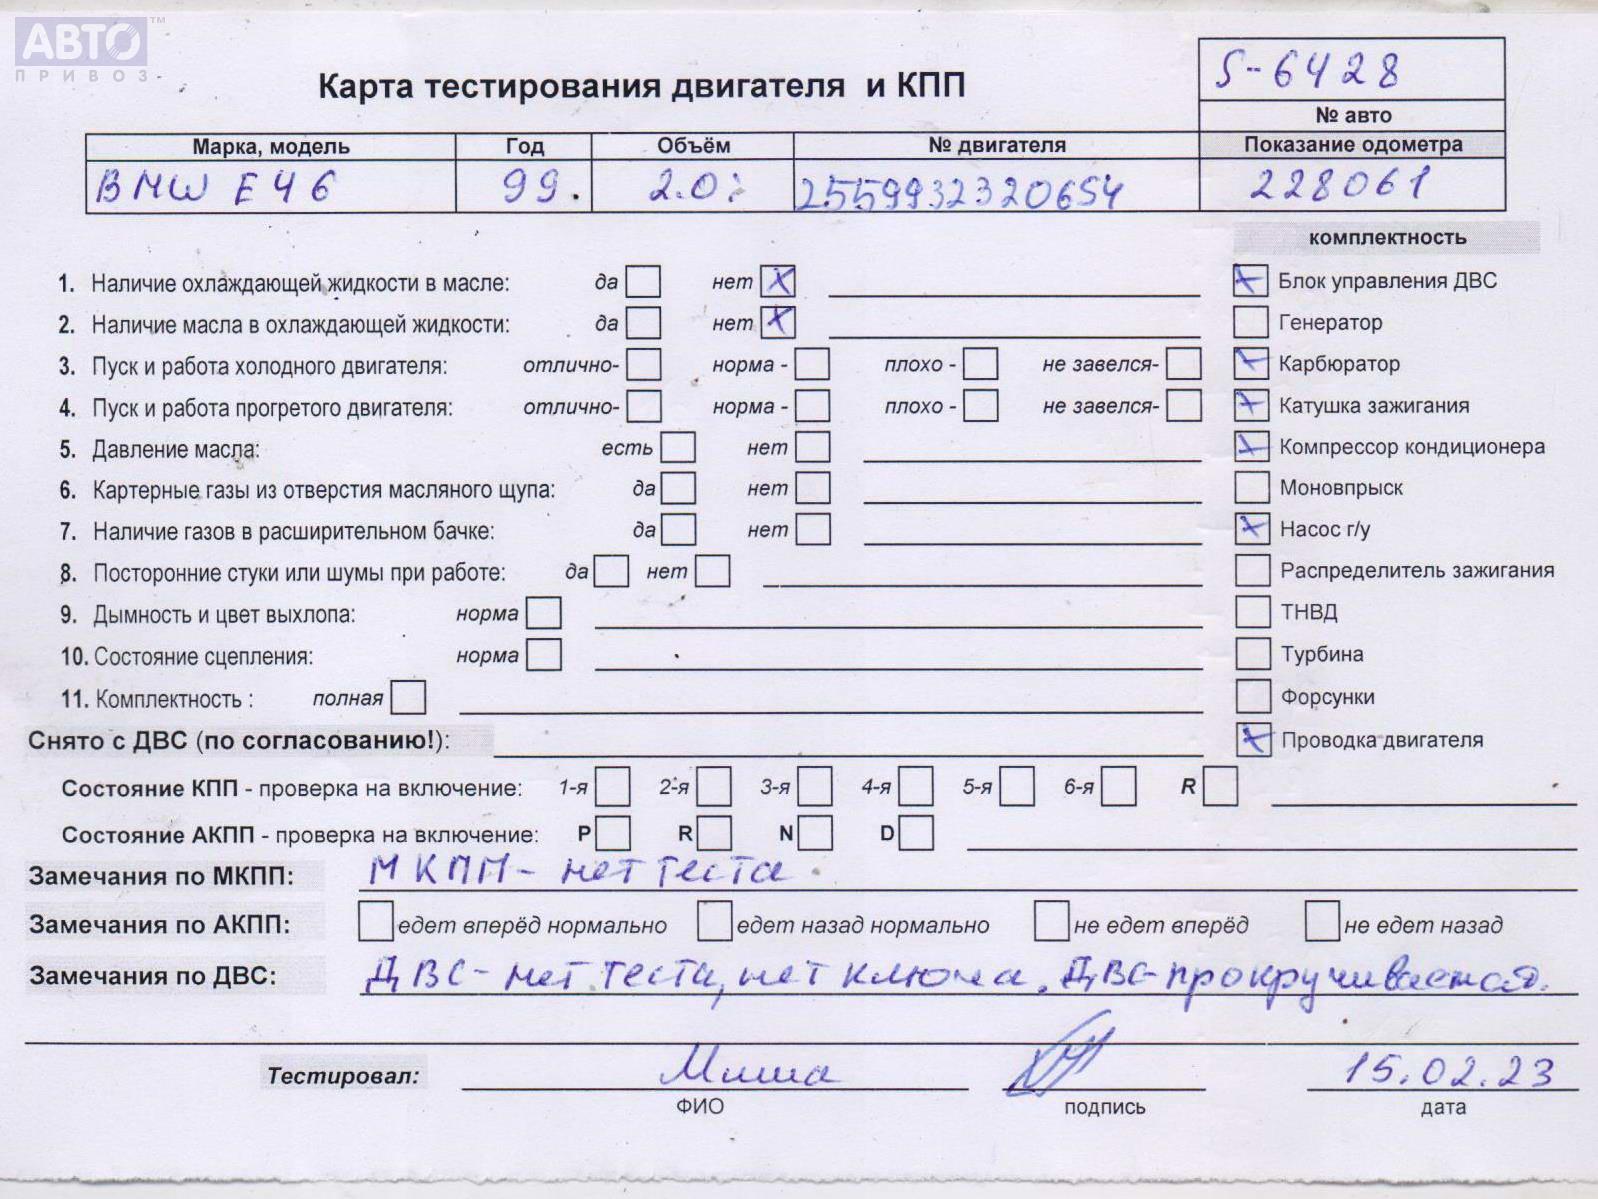 АВТО™
ПРИВОЗ
Карта тестирования двигателя и КПП
S-6428
№ авто
Марка, модель Год Объём № двигателя Показание одометра
BMW E46 99. 2.0i 2559932320654 228061
комплектность
1. Наличие охлаждающей жидкости в масле: да нет X Блок управления ДВС
2. Наличие масла в охлаждающей жидкости: да нет X Генератор
3. Пуск и работа холодного двигателя: отлично- норма - плохо - не завелся- Карбюратор
4. Пуск и работа прогретого двигателя: отлично- норма - плохо - не завелся- Катушка зажигания
5. Давление масла: есть нет Компрессор кондиционера
6. Картерные газы из отверстия масляного щупа: да нет Моновпрыск
7. Наличие газов в расширительном бачке: да нет Насос г/у
8. Посторонние стуки или шумы при работе: да нет Распределитель зажигания
9. Дымность и цвет выхлопа: норма ТНВД
10. Состояние сцепления: норма Турбина
11. Комплектность : полная Форсунки
Снято с ДВС (по согласованию!): Проводка двигателя
Состояние КПП - проверка на включение: 1-я 2-я 3-я 4-я 5-я 6-я R
Состояние АКПП - проверка на включение: P R N D
Замечания по МКПП: МКПП - нет теста
Замечания по АКПП: едет вперёд нормально едет назад нормально не едет вперёд не едет назад
Замечания по ДВС: ДВС - нет теста, нет ключа. ДВС прокручивается.
Тестировал: Миша 15.02.23
ФИО подпись дата